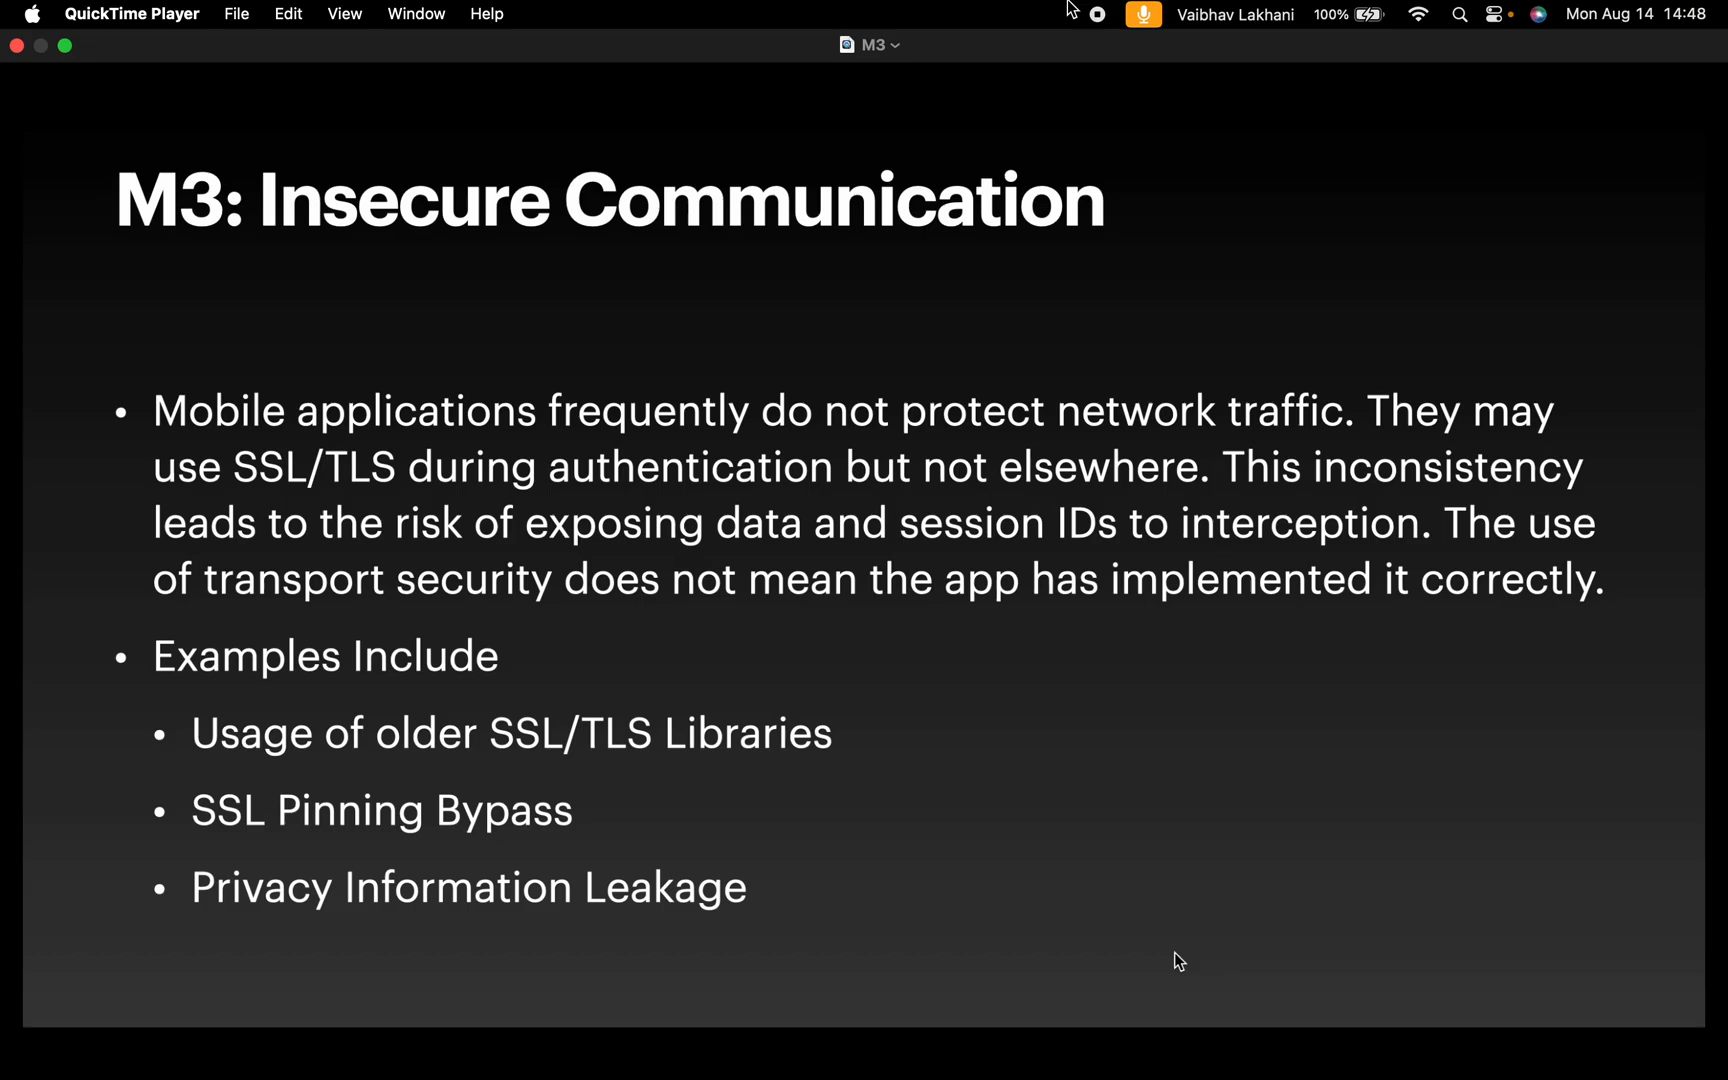 QuickTime Player File Edit View Window Help Vaibhav Lakhani 100% Mon Aug 14 14:48
M3
M3: Insecure Communication
• Mobile applications frequently do not protect network traffic. They may
use SSL/TLS during authentication but not elsewhere. This inconsistency
leads to the risk of exposing data and session IDs to interception. The use
of transport security does not mean the app has implemented it correctly.
• Examples Include
• Usage of older SSL/TLS Libraries
• SSL Pinning Bypass
• Privacy Information Leakage